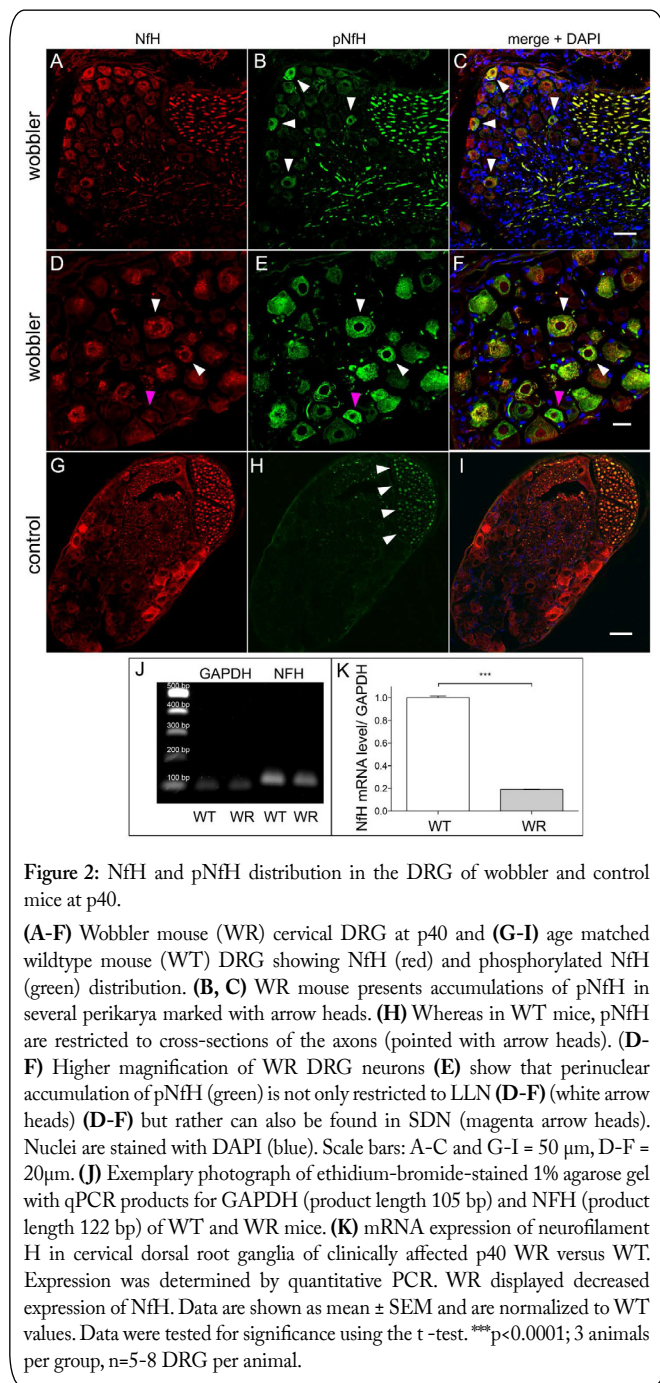 NfH pNfH merge + DAPI
A B C
wobbler
D E F
wobbler
G H I
control
J GAPDH NFH
500 bp
400 bp
300 bp
200 bp
100 bp
WT WR WT WR
K
***
NfH mRNA level/ GAPDH
1.0
0.8
0.6
0.4
0.2
0.0
WT WR
Figure 2: NfH and pNfH distribution in the DRG of wobbler and control
mice at p40.
(A-F) Wobbler mouse (WR) cervical DRG at p40 and (G-I) age matched
wildtype mouse (WT) DRG showing NfH (red) and phosphorylated NfH
(green) distribution. (B, C) WR mouse presents accumulations of pNfH in
several perikarya marked with arrow heads. (H) Whereas in WT mice, pNfH
are restricted to cross-sections of the axons (pointed with arrow heads). (D-
F) Higher magnification of WR DRG neurons (E) show that perinuclear
accumulation of pNfH (green) is not only restricted to LLN (D-F) (white arrow
heads) (D-F) but rather can also be found in SDN (magenta arrow heads).
Nuclei are stained with DAPI (blue). Scale bars: A-C and G-I = 50 μm, D-F =
20μm. (J) Exemplary photograph of ethidium-bromide-stained 1% agarose gel
with qPCR products for GAPDH (product length 105 bp) and NFH (product
length 122 bp) of WT and WR mice. (K) mRNA expression of neurofilament
H in cervical dorsal root ganglia of clinically affected p40 WR versus WT.
Expression was determined by quantitative PCR. WR displayed decreased
expression of NfH. Data are shown as mean ± SEM and are normalized to WT
values. Data were tested for significance using the t -test. ***p<0.0001; 3 animals
per group, n=5-8 DRG per animal.